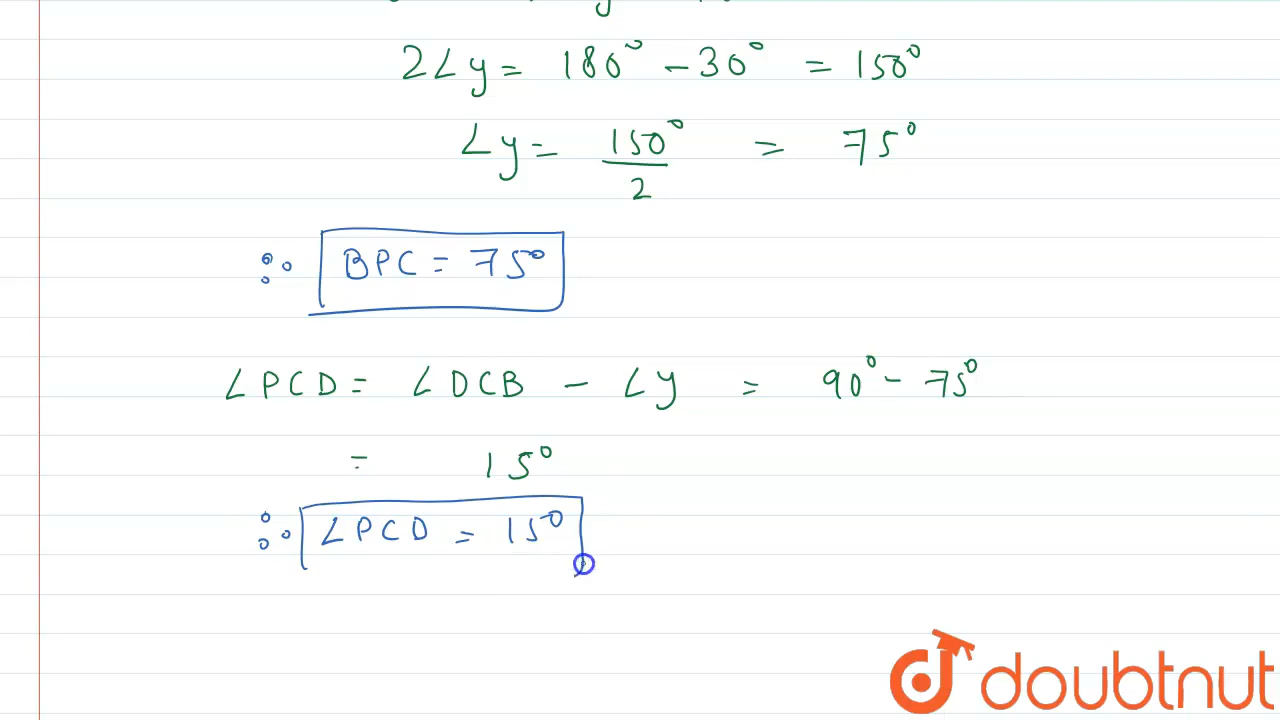 2∠y = 180° - 30° = 150°
∠y = 150°/2 = 75°
∴ BPC = 75°
∠PCD = ∠DCB - ∠y = 90° - 75°
= 15°
∴ ∠PCD = 15°
doubtnut